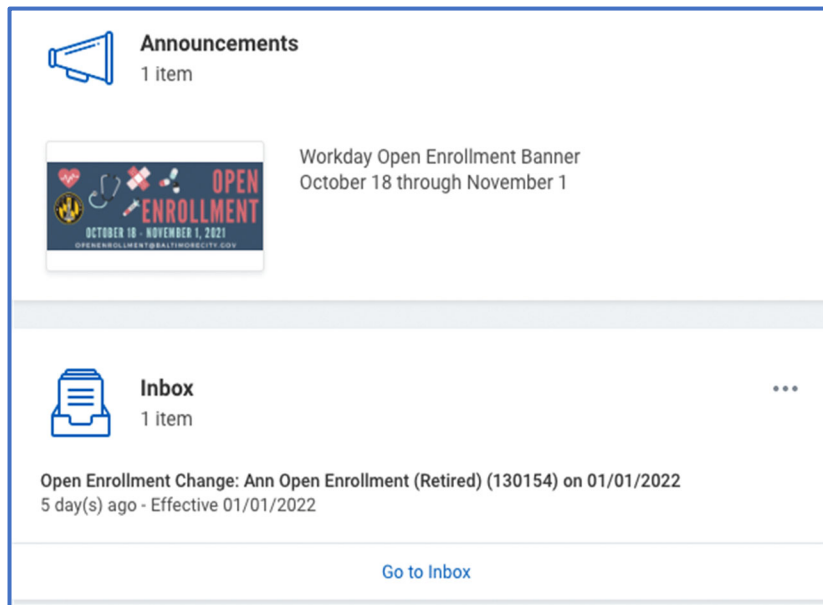 Announcements
1 item
OPEN
ENROLLMENT
OCTOBER 18 - NOVEMBER 1, 2021
OPENENROLLMENT@BALTIMORECITY.GOV
Workday Open Enrollment Banner
October 18 through November 1
Inbox
1 item
Open Enrollment Change: Ann Open Enrollment (Retired) (130154) on 01/01/2022
5 day(s) ago - Effective 01/01/2022
Go to Inbox